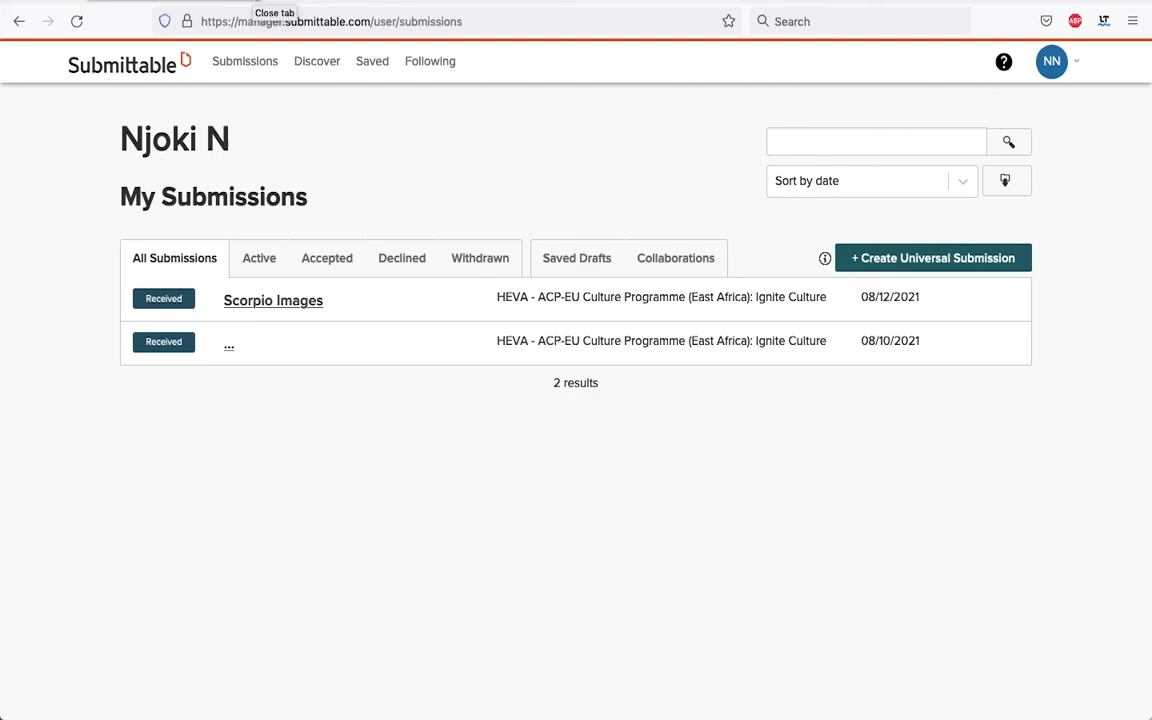 Close tab
https://manager.submittable.com/user/submissions
Search
ABP
LT
Submittable
Submissions
Discover
Saved
Following
?
NN
Njoki N
My Submissions
Sort by date
All Submissions
Active
Accepted
Declined
Withdrawn
Saved Drafts
Collaborations
+ Create Universal Submission
Received
Scorpio Images
HEVA - ACP-EU Culture Programme (East Africa): Ignite Culture
08/12/2021
Received
...
HEVA - ACP-EU Culture Programme (East Africa): Ignite Culture
08/10/2021
2 results